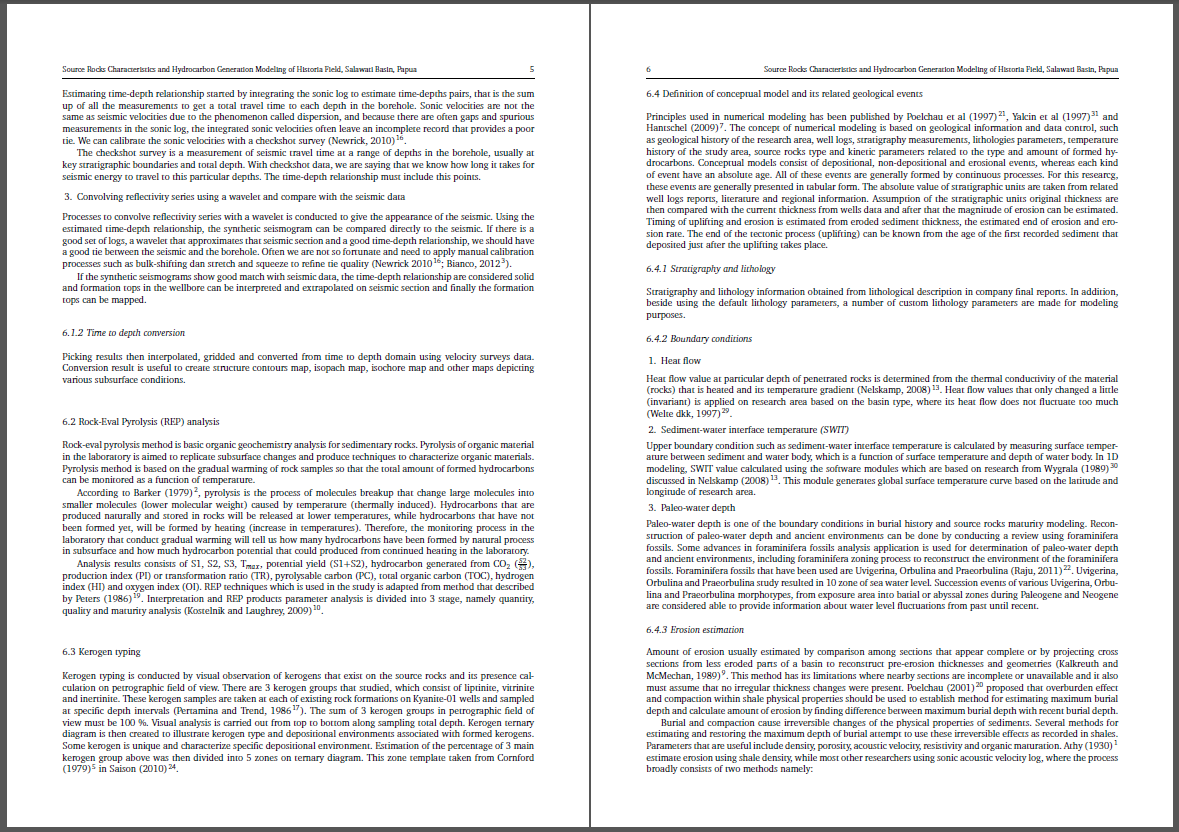 Source Rocks Characteristics and Hydrocarbon Generation Modeling of Historia Field, Salawati Basin, Papua 5
Estimating time-depth relationship started by integrating the sonic log to estimate time-depths pairs, that is the sum
up of all the measurements to get a total travel time to each depth in the borehole. Sonic velocities are not the
same as seismic velocities due to the phenomenon called dispersion, and because there are often gaps and spurious
measurements in the sonic log, the integrated sonic velocities often leave an incomplete record that provides a poor
tie. We can calibrate the sonic velocities with a checkshot survey (Newrick, 2010)16.
The checkshot survey is a measurement of seismic travel time at a range of depths in the borehole, usually at
key stratigraphic boundaries and total depth. With checkshot data, we are saying that we know how long it takes for
seismic energy to travel to this particular depths. The time-depth relationship must include this points.
3. Convolving reflectivity series using a wavelet and compare with the seismic data
Processes to convolve reflectivity series with a wavelet is conducted to give the appearance of the seismic. Using the
estimated time-depth relationship, the synthetic seismogram can be compared directly to the seismic. If there is a
good set of logs, a wavelet that approximates that seismic section and a good time-depth relationship, we should have
a good tie between the seismic and the borehole. Often we are not so fortunate and need to apply manual calibration
processes such as bulk-shifting dan stretch and squeeze to refine tie quality (Newrick 201016; Bianco, 20123).
If the synthetic seismograms show good match with seismic data, the time-depth relationship are considered solid
and formation tops in the wellbore can be interpreted and extrapolated on seismic section and finally the formation
tops can be mapped.
6.1.2 Time to depth conversion
Picking results then interpolated, gridded and converted from time to depth domain using velocity surveys data.
Conversion result is useful to create structure contours map, isopach map, isochore map and other maps depicting
various subsurface conditions.
6.2 Rock-Eval Pyrolysis (REP) analysis
Rock-eval pyrolysis method is basic organic geochemistry analysis for sedimentary rocks. Pyrolysis of organic material
in the laboratory is aimed to replicate subsurface changes and produce techniques to characterize organic materials.
Pyrolysis method is based on the gradual warming of rock samples so that the total amount of formed hydrocarbons
can be monitored as a function of temperature.
According to Barker (1979)2, pyrolysis is the process of molecules breakup that change large molecules into
smaller molecules (lower molecular weight) caused by temperature (thermally induced). Hydrocarbons that are
produced naturally and stored in rocks will be released at lower temperatures, while hydrocarbons that have not
been formed yet, will be formed by heating (increase in temperatures). Therefore, the monitoring process in the
laboratory that conduct gradual warming will tell us how many hydrocarbons have been formed by natural process
in subsurface and how much hydrocarbon potential that could produced from continued heating in the laboratory.
Analysis result consists of S1, S2, S3, Tmax, potential yield (S1+S2), hydrocarbon generated from CO2 (S2/S3),
production index (PI) or transformation ratio (TR), pyrolysable carbon (PC), total organic carbon (TOC), hydrogen
index (HI) and oxygen index (OI). REP techniques which is used in the study is adapted from method that described
by Peters (1986)19. Interpretation and REP products parameter analysis is divided into 3 stage, namely quantity,
quality and maturity analysis (Kostelnik and Laughrey, 2009)10.
6.3 Kerogen typing
Kerogen typing is conducted by visual observation of kerogens that exist on the source rocks and its presence cal-
culation on petrographic field of view. There are 3 kerogen groups that studied, which consist of liptinite, vitrinite
and inertinite. These kerogen samples are taken at each of existing rock formations on Kyanite-01 wells and sampled
at specific depth intervals (Pertamina and Trend, 198617). The sum of 3 kerogen groups in petrographic field of
view must be 100 %. Visual analysis is carried out from top to bottom along sampling total depth. Kerogen ternary
diagram is then created to illustrate kerogen type and depositional environments associated with formed kerogens.
Some kerogen is unique and characterize specific depositional environment. Estimation of the percentage of 3 main
kerogen group above was then divided into 5 zones on ternary diagram. This zone template taken from Cornford
(1979)5 in Saison (2010)24.
6 Source Rocks Characteristics and Hydrocarbon Generation Modeling of Historia Field, Salawati Basin, Papua
6.4 Definition of conceptual model and its related geological events
Principles used in numerical modeling has been published by Poelchau et al (1997)21, Yalcin et al (1997)31 and
Hantschel (2009)7. The concept of numerical modeling is based on geological information and data control, such
as geological history of the research area, well logs, stratigraphy measurements, lithologies parameters, temperature
history of the study area, source rocks type and kinetic parameters related to the type and amount of formed hy-
drocarbons. Conceptual models consist of depositional, non-depositional and erosional events, whereas each kind
of event have an absolute age. All of these events are generally formed by continuous processes. For this researcg,
these events are generally presented in tabular form. The absolute value of stratigraphic units are taken from related
well logs reports, literature and regional information. Assumption of the stratigraphic units original thickness are
then compared with the current thickness from wells data and after that the magnitude of erosion can be estimated.
Timing of uplifting and erosion is estimated from eroded sediment thickness, the estimated end of erosion and ero-
sion rate. The end of the tectonic process (uplifting) can be known from the age of the first recorded sediment that
deposited just after the uplifting takes place.
6.4.1 Stratigraphy and lithology
Stratigraphy and lithology information obtained from lithological description in company final reports. In addition,
beside using the default lithology parameters, a number of custom lithology parameters are made for modeling
purposes.
6.4.2 Boundary conditions
1. Heat flow
Heat flow value at particular depth of penetrated rocks is determined from the thermal conductivity of the material
(rocks) that is heated and its temperature gradient (Nelskamp, 2008)13. Heat flow values that only changed a little
(invariant) is applied on research area based on the basin type, where its heat flow does not fluctuate too much
(Welte dkk, 1997)29.
2. Sediment-water interface temperature (SWIT)
Upper boundary condition such as sediment-water interface temperature is calculated by measuring surface temper-
ature between sediment and water body, which is a function of surface temperature and depth of water body. In 1D
modeling, SWIT value calculated using the software modules which are based on research from Wygrala (1989)30
discussed in Nelskamp (2008)13. This module generates global surface temperature curve based on the latitude and
longitude of research area.
3. Paleo-water depth
Paleo-water depth is one of the boundary conditions in burial history and source rocks maturity modeling. Recon-
struction of paleo-water depth and ancient environments can be done by conducting a review using foraminifera
fossils. Some advances in foraminifera fossils analysis application is used for determination of paleo-water depth
and ancient environments, including foraminifera zoning process to reconstruct the environment of the foraminifera
fossils. Foraminifera fossils that have been used are Uvigerina, Orbulina and Praeorbulina (Raju, 2011)22. Uvigerina,
Orbulina and Praeorbulina study resulted in 10 zone of sea water level. Succession events of various Uvigerina, Orbu-
lina and Praeorbulina morphotypes, from exposure area into batial or abyssal zones during Paleogene and Neogene
are considered able to provide information about water level fluctuations from past until recent.
6.4.3 Erosion estimation
Amount of erosion usually estimated by comparison among sections that appear complete or by projecting cross
sections from less eroded parts of a basin to reconstruct pre-erosion thicknesses and geometries (Kalkreuth and
McMechan, 1989)9. This method has its limitations where nearby sections are incomplete or unavailable and it also
must assume that no irregular thickness changes were present. Poelchau (2001)20 proposed that overburden effect
and compaction within shale physical properties should be used to establish method for estimating maximum burial
depth and calculate amount of erosion by finding difference between maximum burial depth with recent burial depth.
Burial and compaction cause irreversible changes of the physical properties of sediments. Several methods for
estimating and restoring the maximum depth of burial attempt to use these irreversible effects as recorded in shales.
Parameters that are useful include density, porosity, acoustic velocity, resistivity and organic maturation. Athy (1930)1
estimate erosion using shale density, while most other researchers using sonic acoustic velocity log, where the process
broadly consists of two methods namely: